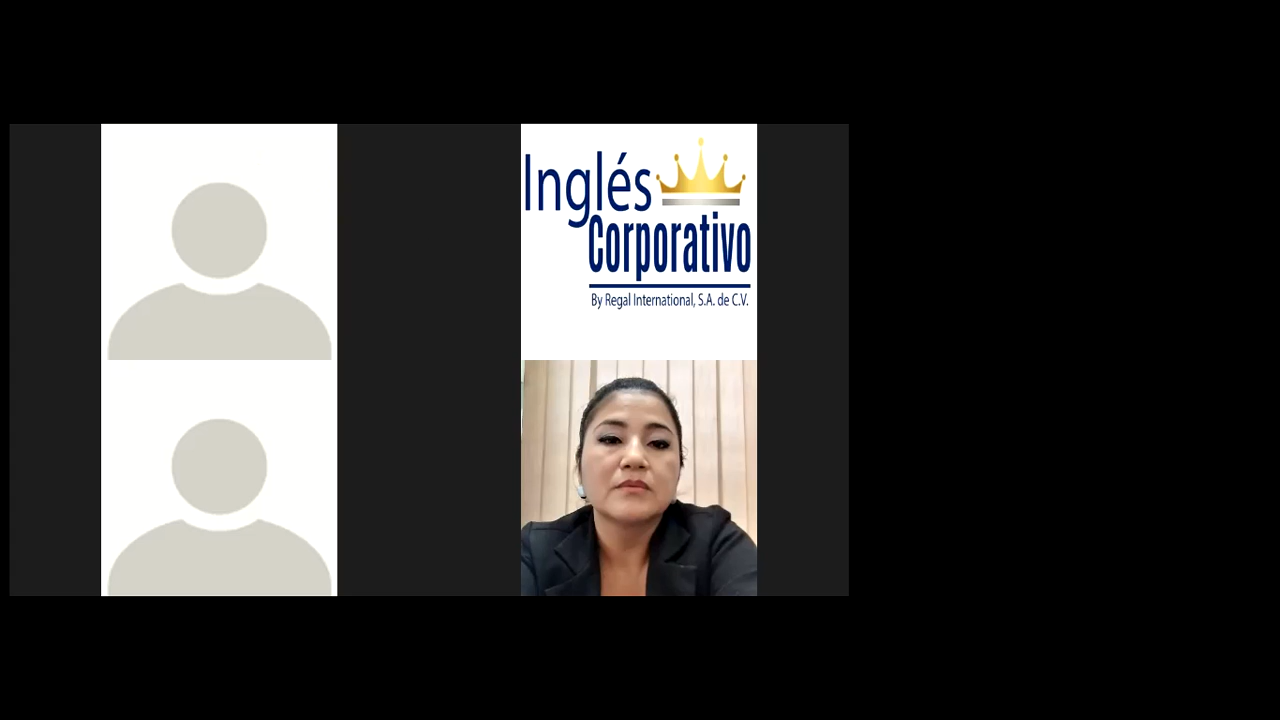 Inglés
Corporativo
By Regal International, S.A. de C.V.